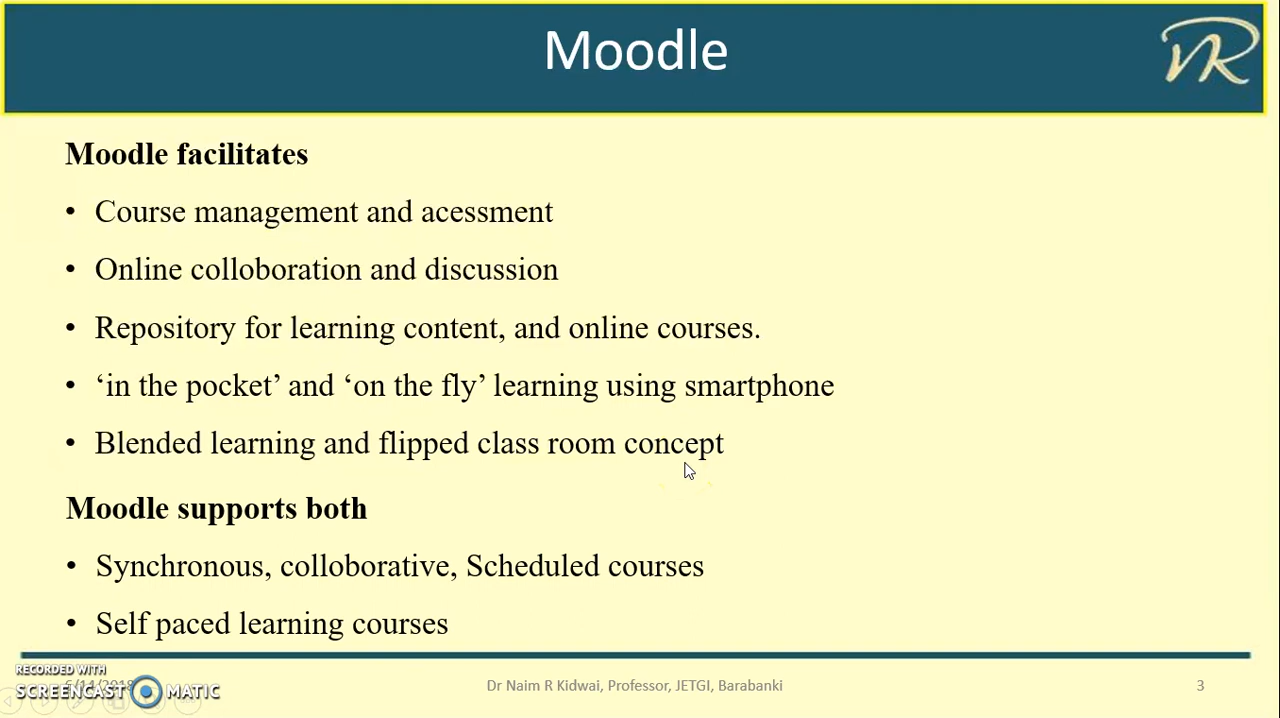 Moodle
VR
Moodle facilitates
• Course management and acessment
• Online colloboration and discussion
• Repository for learning content, and online courses.
• ‘in the pocket’ and ‘on the fly’ learning using smartphone
• Blended learning and flipped class room concept
Moodle supports both
• Synchronous, colloborative, Scheduled courses
• Self paced learning courses
RECORDED WITH
SCREENCAST MATIC
Dr Naim R Kidwai, Professor, JETGI, Barabanki
3